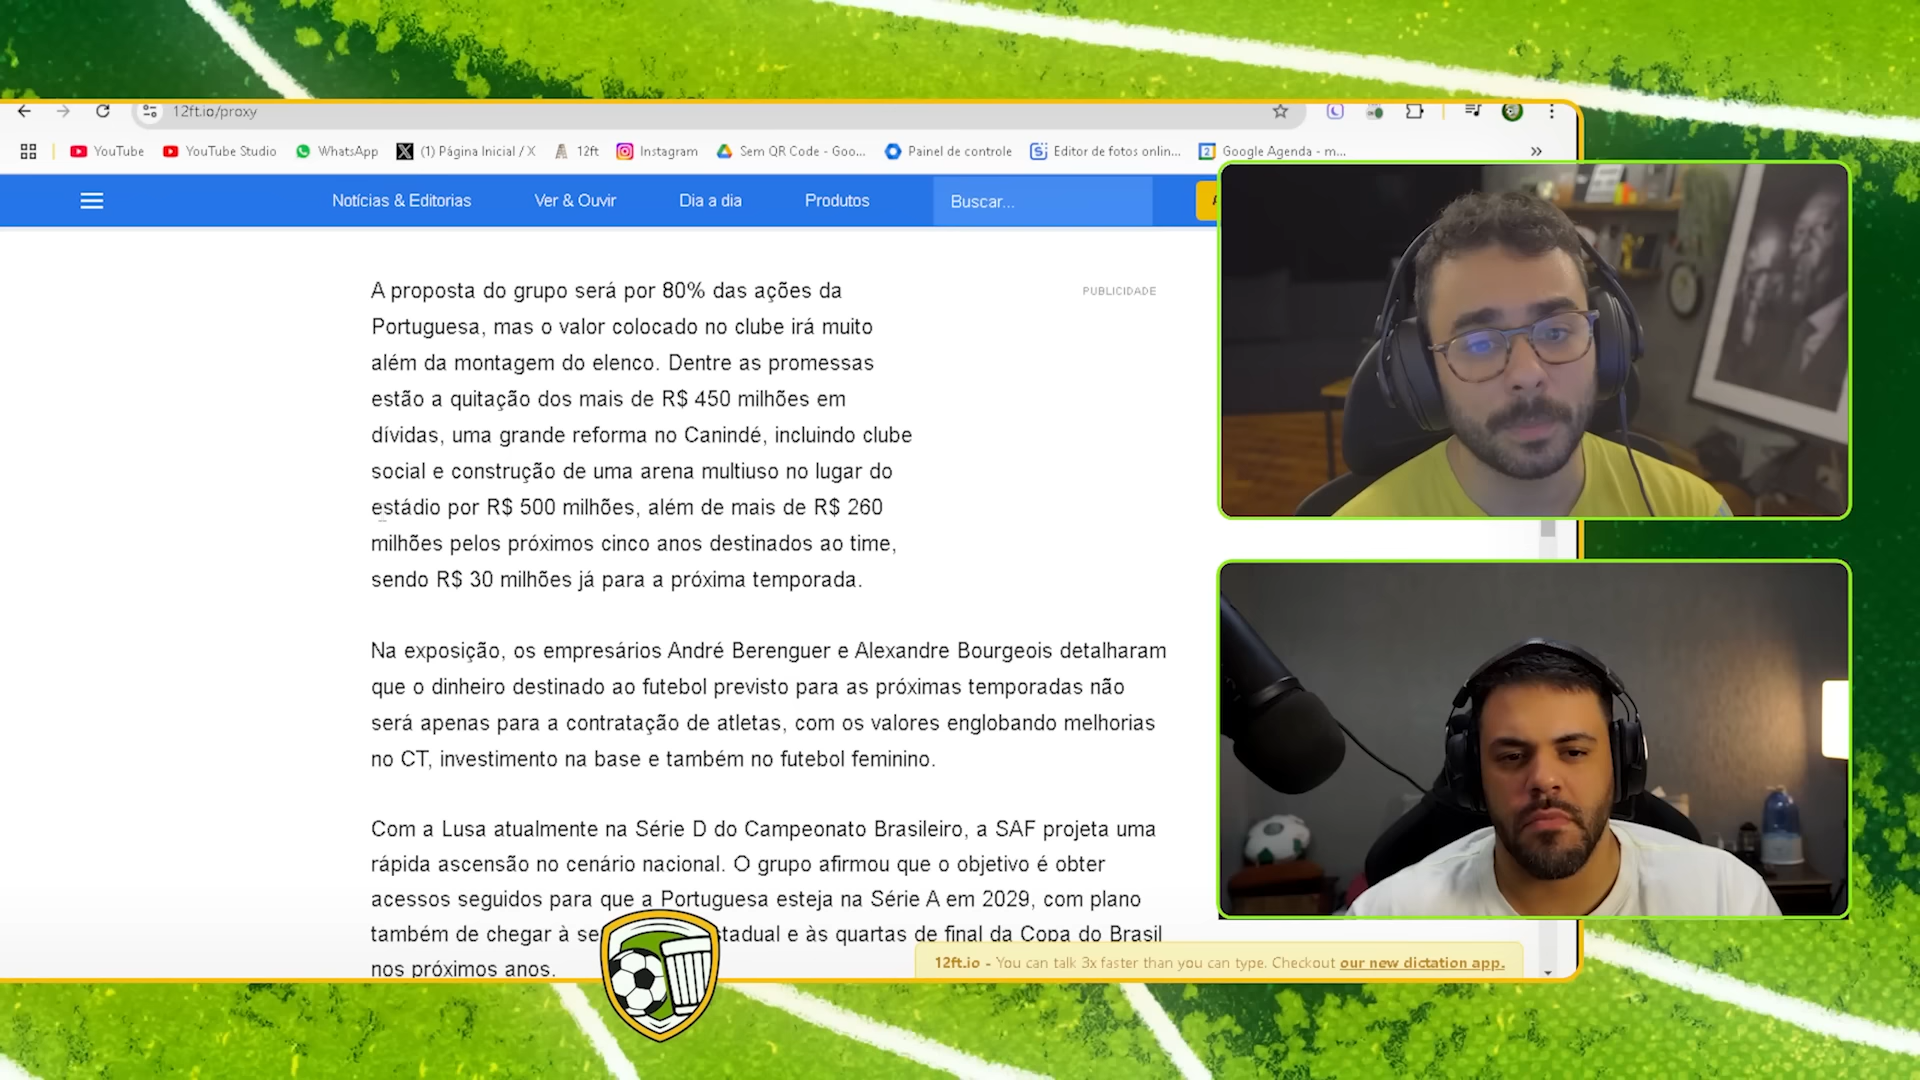 12ft.io/proxy
YouTube YouTube Studio WhatsApp (1) Página Inicial / X 12ft Instagram Sem QR Code - Goo... Painel de controle Editor de fotos onlin... Google Agenda - m... »
Notícias & Editorias Ver & Ouvir Dia a dia Produtos Buscar...
A proposta do grupo será por 80% das ações da
PUBLICIDADE
Portuguesa, mas o valor colocado no clube irá muito
além da montagem do elenco. Dentre as promessas
estão a quitação dos mais de R$ 450 milhões em
dívidas, uma grande reforma no Canindé, incluindo clube
social e construção de uma arena multiuso no lugar do
estádio por R$ 500 milhões, além de mais de R$ 260
milhões pelos próximos cinco anos destinados ao time,
sendo R$ 30 milhões já para a próxima temporada.
Na exposição, os empresários André Berenguer e Alexandre Bourgeois detalharam
que o dinheiro destinado ao futebol previsto para as próximas temporadas não
será apenas para a contratação de atletas, com os valores englobando melhorias
no CT, investimento na base e também no futebol feminino.
Com a Lusa atualmente na Série D do Campeonato Brasileiro, a SAF projeta uma
rápida ascensão no cenário nacional. O grupo afirmou que o objetivo é obter
acessos seguidos para que a Portuguesa esteja na Série A em 2029, com plano
também de chegar à se stadual e às quartas de final da Copa do Brasil
nos próximos anos.
12ft.io - You can talk 3x faster than you can type. Checkout our new dictation app.